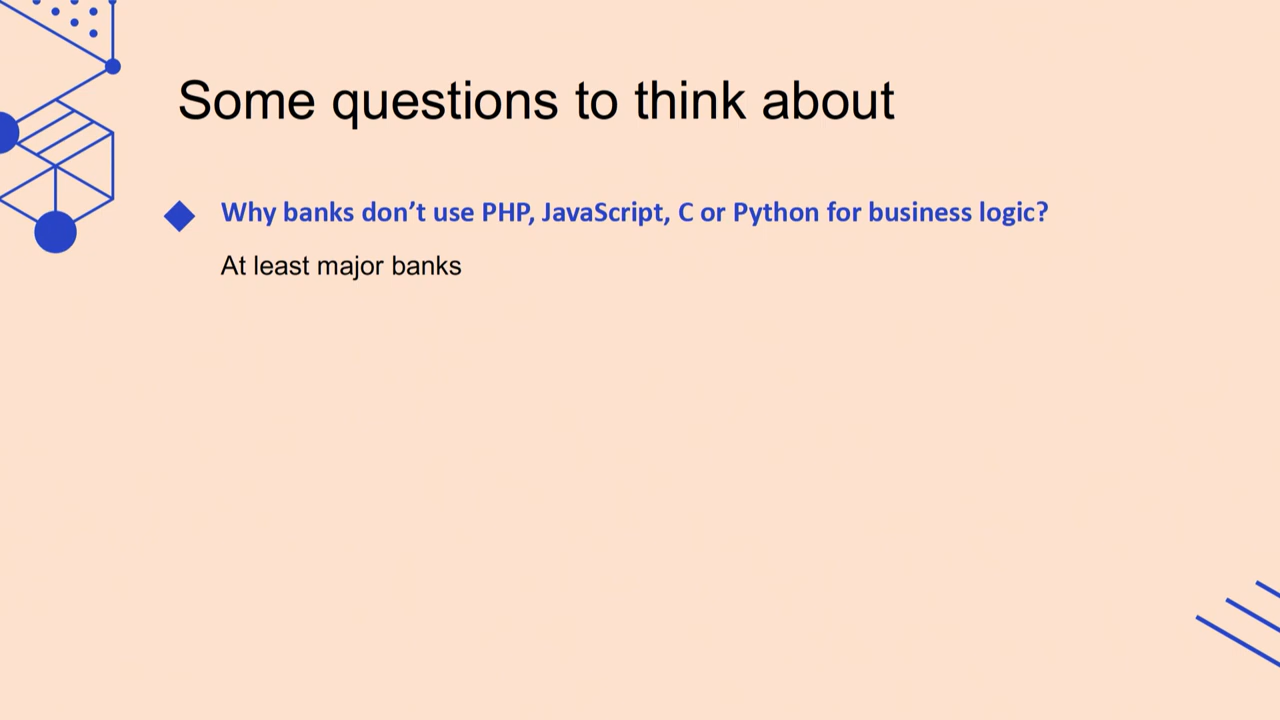 Some questions to think about
Why banks don’t use PHP, JavaScript, C or Python for business logic?
At least major banks